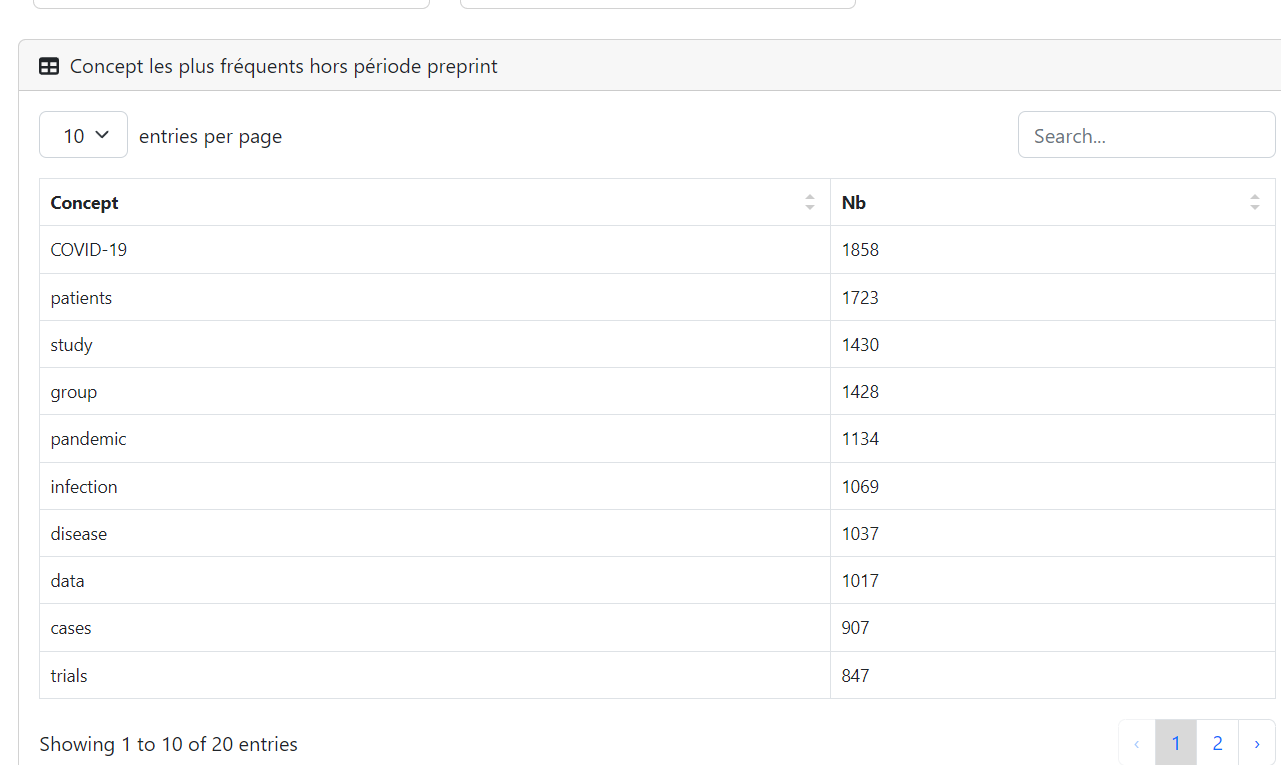 Concept les plus fréquents hors période preprint
10 entries per page
Search...
Concept Nb
COVID-19 1858
patients 1723
study 1430
group 1428
pandemic 1134
infection 1069
disease 1037
data 1017
cases 907
trials 847
Showing 1 to 10 of 20 entries
‹ 1 2 ›